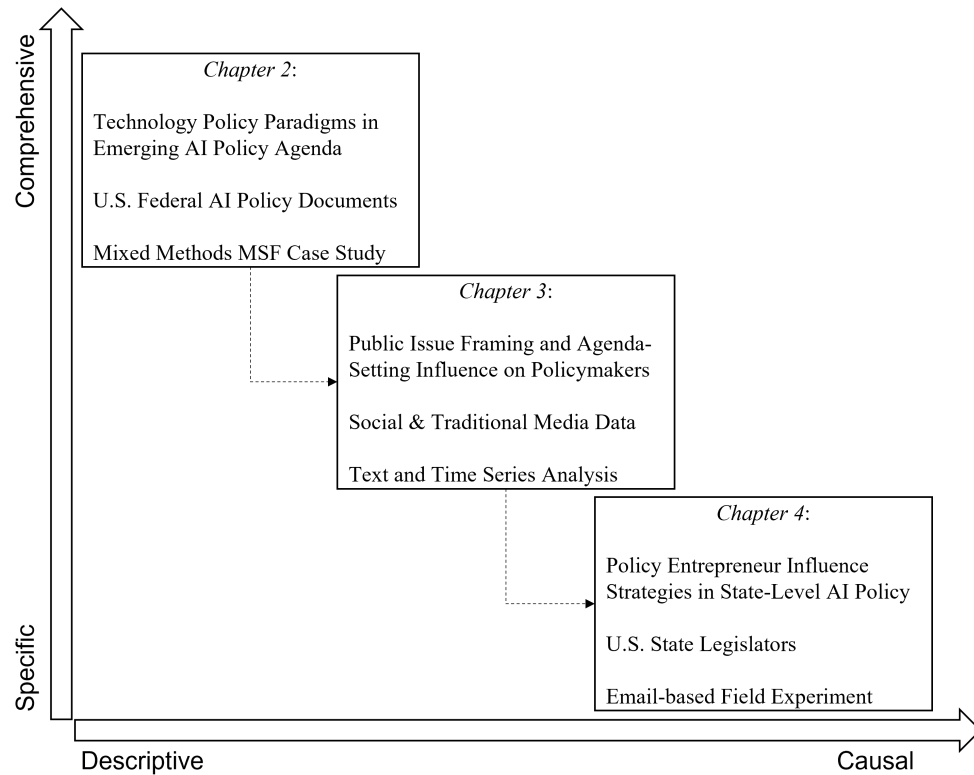 Comprehensive
Chapter 2:
Technology Policy Paradigms in
Emerging AI Policy Agenda
U.S. Federal AI Policy Documents
Mixed Methods MSF Case Study
Chapter 3:
Public Issue Framing and Agenda-
Setting Influence on Policymakers
Social & Traditional Media Data
Text and Time Series Analysis
Chapter 4:
Policy Entrepreneur Influence
Strategies in State-Level AI Policy
U.S. State Legislators
Email-based Field Experiment
Specific
Descriptive
Causal